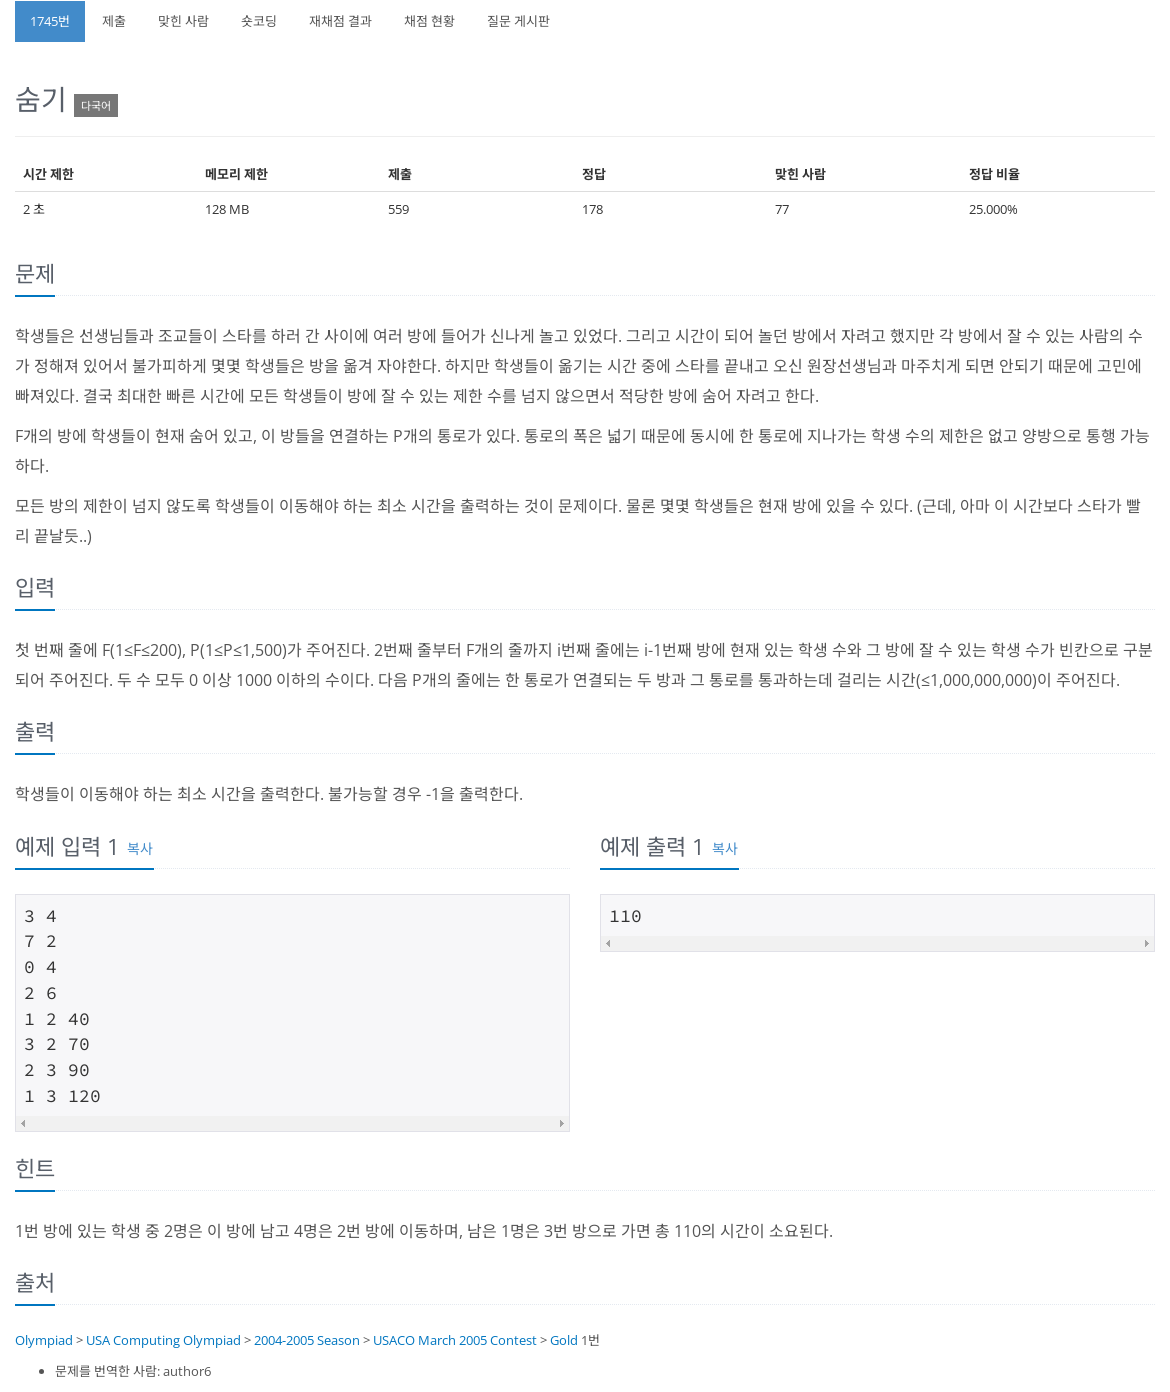 1745번 제출 맞힌 사람 숏코딩 재채점 결과 채점 현황 질문 게시판
숨기 다국어
시간 제한 메모리 제한 제출 정답 맞힌 사람 정답 비율
2 초 128 MB 559 178 77 25.000%
문제
학생들은 선생님들과 조교들이 스타를 하러 간 사이에 여러 방에 들어가 신나게 놀고 있었다. 그리고 시간이 되어 놀던 방에서 자려고 했지만 각 방에서 잘 수 있는 사람의 수
가 정해져 있어서 불가피하게 몇몇 학생들은 방을 옮겨 자야한다. 하지만 학생들이 옮기는 시간 중에 스타를 끝내고 오신 원장선생님과 마주치게 되면 안되기 때문에 고민에
빠져있다. 결국 최대한 빠른 시간에 모든 학생들이 방에 잘 수 있는 제한 수를 넘지 않으면서 적당한 방에 숨어 자려고 한다.
F개의 방에 학생들이 현재 숨어 있고, 이 방들을 연결하는 P개의 통로가 있다. 통로의 폭은 넓기 때문에 동시에 한 통로에 지나가는 학생 수의 제한은 없고 양방으로 통행 가능
하다.
모든 방의 제한이 넘지 않도록 학생들이 이동해야 하는 최소 시간을 출력하는 것이 문제이다. 물론 몇몇 학생들은 현재 방에 있을 수 있다. (근데, 아마 이 시간보다 스타가 빨
리 끝날듯..)
입력
첫 번째 줄에 F(1≤F≤200), P(1≤P≤1,500)가 주어진다. 2번째 줄부터 F개의 줄까지 i번째 줄에는 i-1번째 방에 현재 있는 학생 수와 그 방에 잘 수 있는 학생 수가 빈칸으로 구분
되어 주어진다. 두 수 모두 0 이상 1000 이하의 수이다. 다음 P개의 줄에는 한 통로가 연결되는 두 방과 그 통로를 통과하는데 걸리는 시간(≤1,000,000,000)이 주어진다.
출력
학생들이 이동해야 하는 최소 시간을 출력한다. 불가능할 경우 -1을 출력한다.
예제 입력 1 복사
3 4
7 2
0 4
2 6
1 2 40
3 2 70
2 3 90
1 3 120
예제 출력 1 복사
110
힌트
1번 방에 있는 학생 중 2명은 이 방에 남고 4명은 2번 방에 이동하며, 남은 1명은 3번 방으로 가면 총 110의 시간이 소요된다.
출처
Olympiad > USA Computing Olympiad > 2004-2005 Season > USACO March 2005 Contest > Gold 1번
문제를 번역한 사람: author6